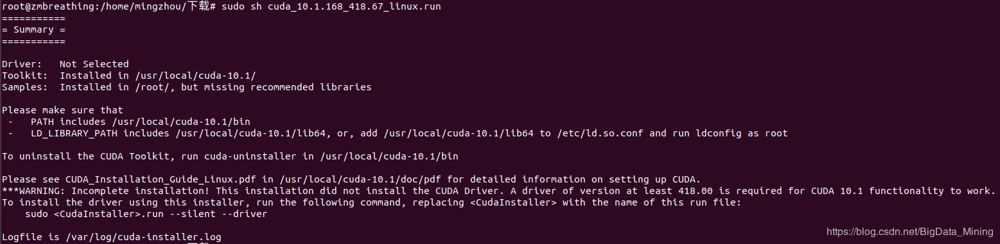 root@zmbreathing:/home/mingzhou/下载# sudo sh cuda_10.1.168_418.67_linux.run
===========
= Summary =
===========
Driver:   Not Selected
Toolkit:  Installed in /usr/local/cuda-10.1/
Samples:  Installed in /root/, but missing recommended libraries
Please make sure that
 -   PATH includes /usr/local/cuda-10.1/bin
 -   LD_LIBRARY_PATH includes /usr/local/cuda-10.1/lib64, or, add /usr/local/cuda-10.1/lib64 to /etc/ld.so.conf and run ldconfig as root
To uninstall the CUDA Toolkit, run cuda-uninstaller in /usr/local/cuda-10.1/bin
Please see CUDA_Installation_Guide_Linux.pdf in /usr/local/cuda-10.1/doc/pdf for detailed information on setting up CUDA.
***WARNING: Incomplete installation! This installation did not install the CUDA Driver. A driver of version at least 418.00 is required for CUDA 10.1 functionality to work.
To install the driver using this installer, run the following command, replacing <CudaInstaller> with the name of this run file:
    sudo <CudaInstaller>.run --silent --driver
Logfile is /var/log/cuda-installer.log
https://blog.csdn.net/BigData_Mining